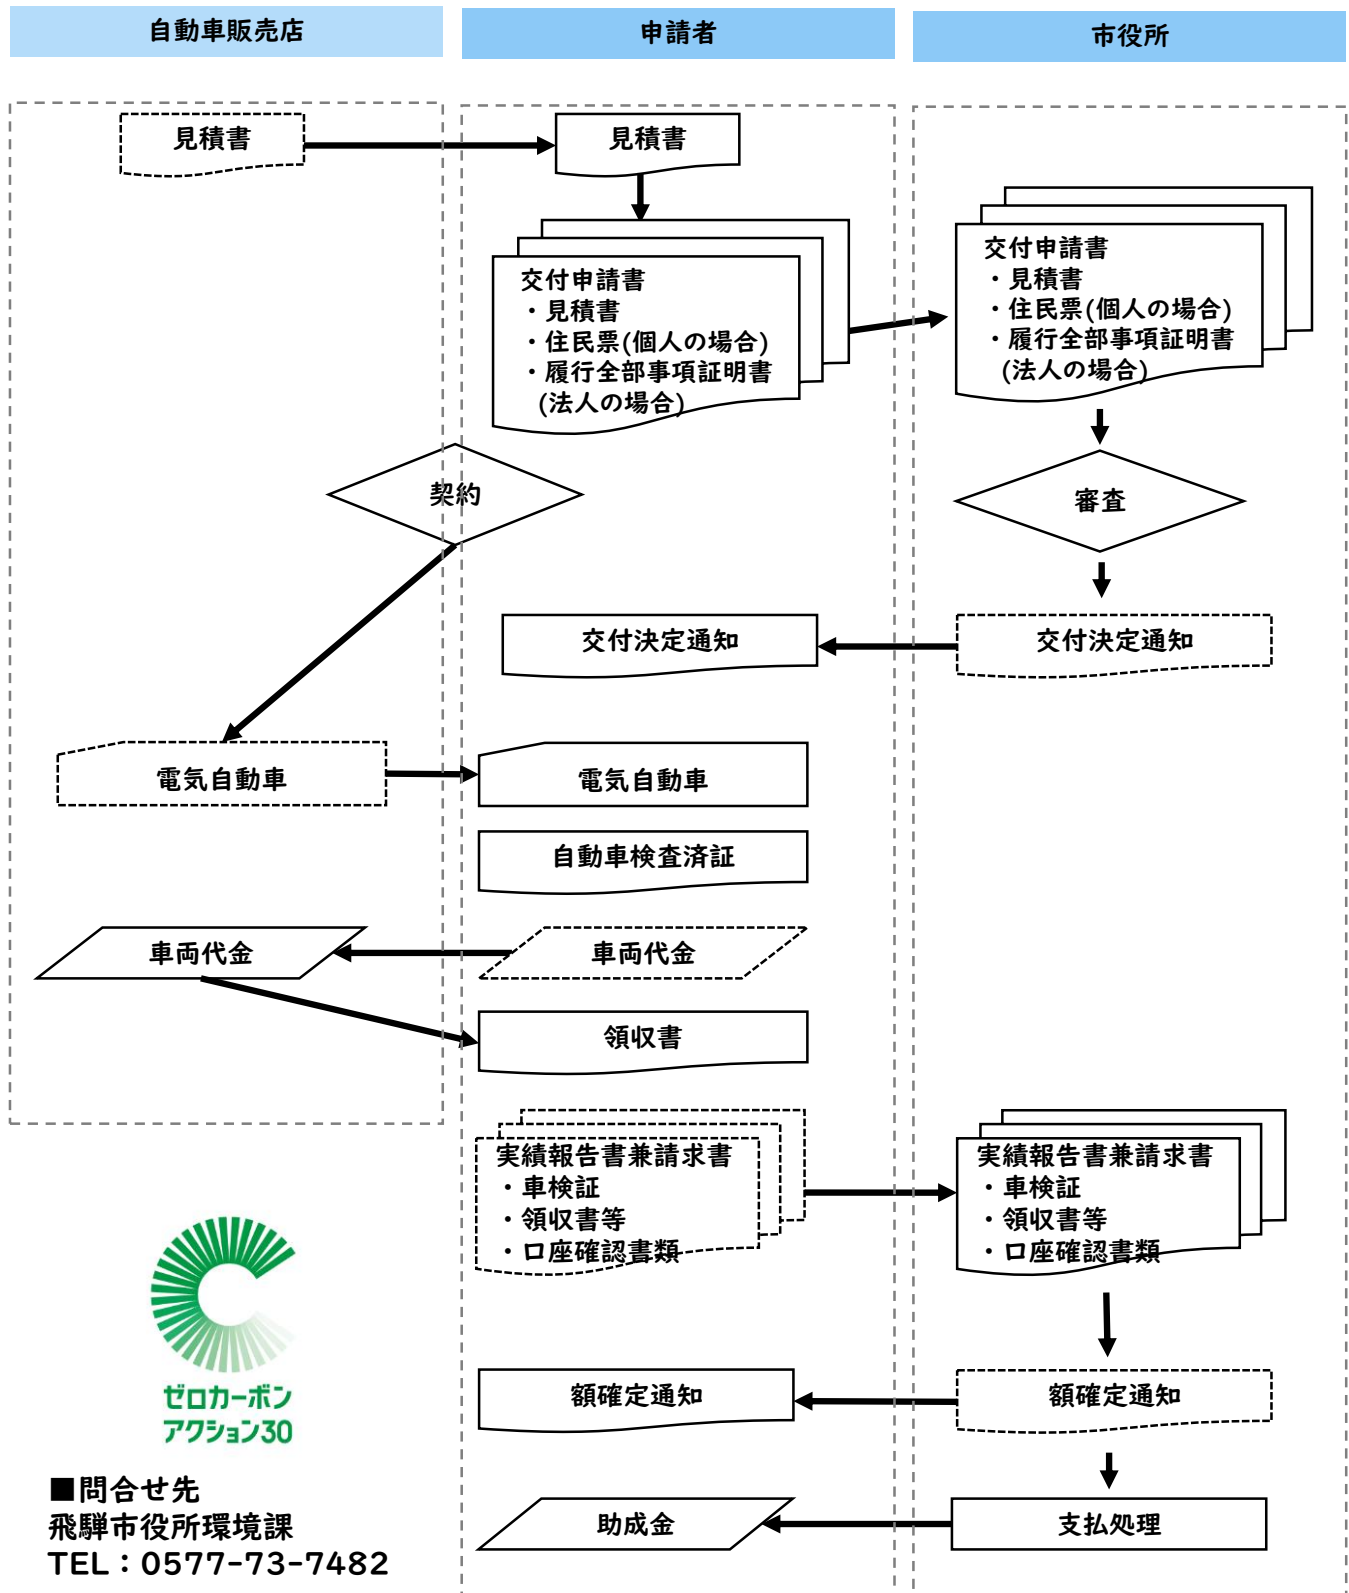 自動車販売店
申請者
市役所
見積書
見積書
交付申請書
・見積書
・住民票(個人の場合)
・履行全部事項証明書
(法人の場合)
交付申請書
・見積書
・住民票(個人の場合)
・履行全部事項証明書
(法人の場合)
契約
審査
交付決定通知
交付決定通知
電気自動車
電気自動車
自動車検査済証
車両代金
車両代金
領収書
実績報告書兼請求書
・車検証
・領収書等
・口座確認書類
実績報告書兼請求書
・車検証
・領収書等
・口座確認書類
ゼロカーボン
アクション30
額確定通知
額確定通知
助成金
支払処理
■問合せ先
飛騨市役所環境課
TEL：0577-73-7482